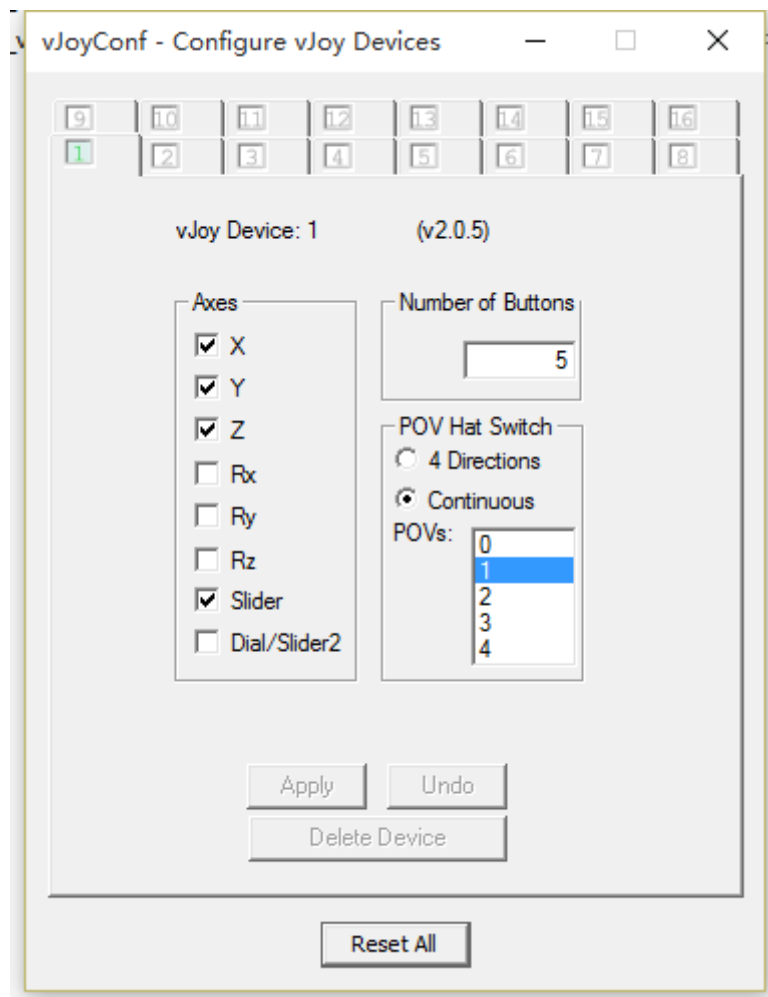 vJoyConf - Configure vJoy Devices
9 10 11 12 13 14 15 16
1 2 3 4 5 6 7 8
vJoy Device: 1 (v2.0.5)
Axes
X
Y
Z
Rx
Ry
Rz
Slider
Dial/Slider2
Number of Buttons
5
POV Hat Switch
4 Directions
Continuous
POVs:
0
1
2
3
4
Apply Undo
Delete Device
Reset All